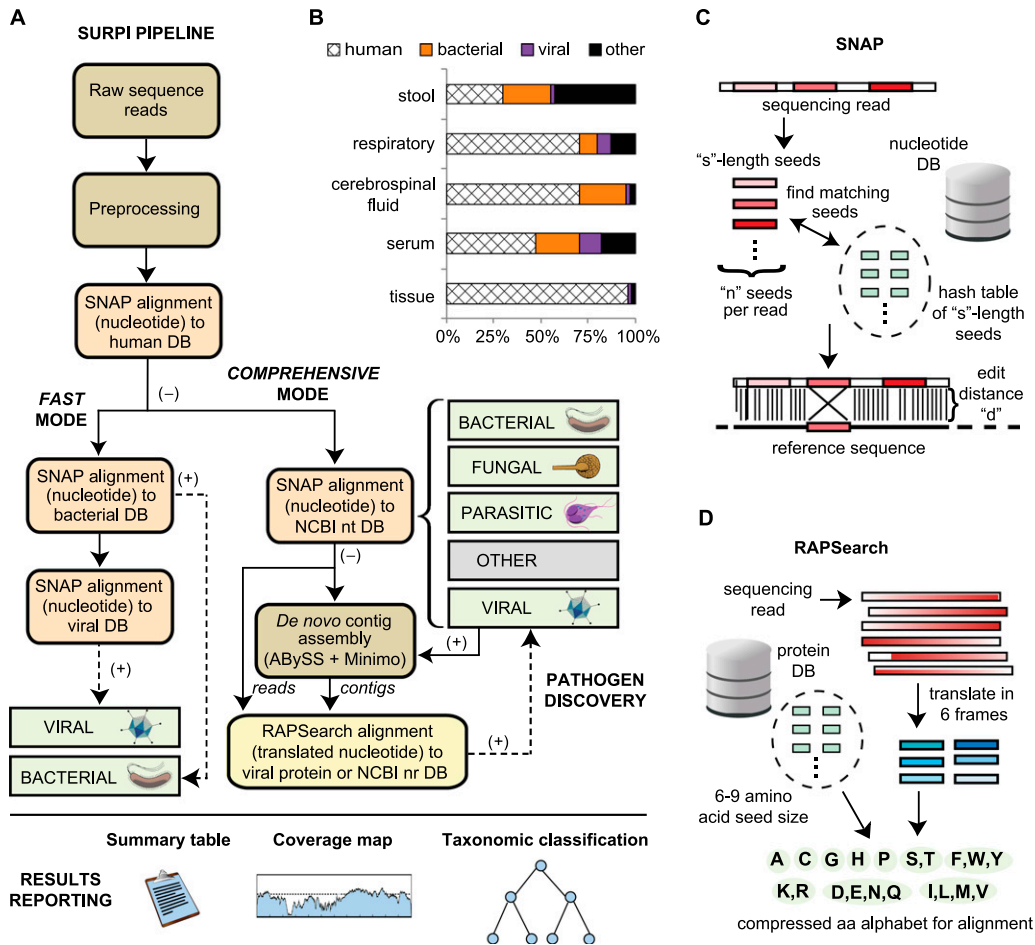 A
SURPI PIPELINE
Raw sequence
reads
Preprocessing
SNAP alignment
(nucleotide) to
human DB
(–)
FAST
MODE
COMPREHENSIVE
MODE
SNAP alignment
(nucleotide) to
bacterial DB
(+)
SNAP alignment
(nucleotide) to
viral DB
(+)
VIRAL
BACTERIAL
SNAP alignment
(nucleotide) to
NCBI nt DB
(–)
BACTERIAL
FUNGAL
PARASITIC
OTHER
VIRAL
De novo contig
assembly
(ABySS + Minimo)
(+)
reads
contigs
PATHOGEN
DISCOVERY
RAPSearch alignment
(translated nucleotide) to
viral protein or NCBI nr DB
(+)
RESULTS
REPORTING
Summary table
Coverage map
Taxonomic classification
B
human
bacterial
viral
other
stool
respiratory
cerebrospinal
fluid
serum
tissue
0%
25%
50%
75%
100%
C
SNAP
sequencing read
"s"-length seeds
nucleotide
DB
find matching
seeds
"n" seeds
per read
hash table
of "s"-length
seeds
edit
distance
"d"
reference sequence
D
RAPSearch
sequencing
read
protein
DB
translate in
6 frames
6-9 amino
acid seed size
A C G H P S,T F,W,Y
K,R D,E,N,Q I,L,M,V
compressed aa alphabet for alignment